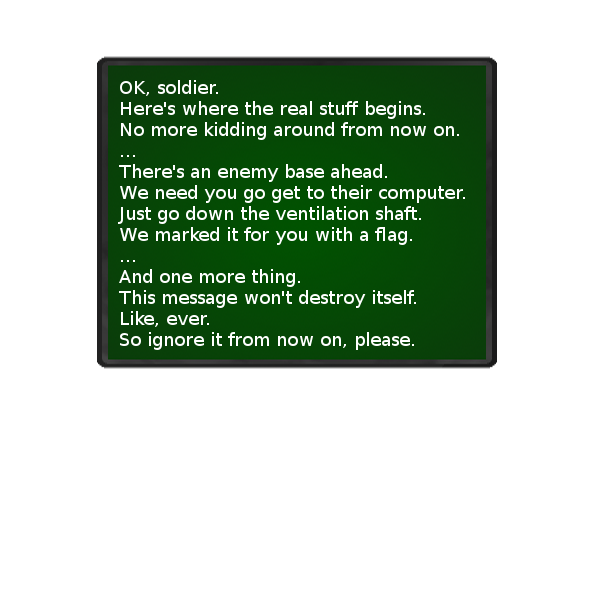 OK, soldier.
Here's where the real stuff begins.
No more kidding around from now on.
...
There's an enemy base ahead.
We need you go get to their computer.
Just go down the ventilation shaft.
We marked it for you with a flag.
...
And one more thing.
This message won't destroy itself.
Like, ever.
So ignore it from now on, please.